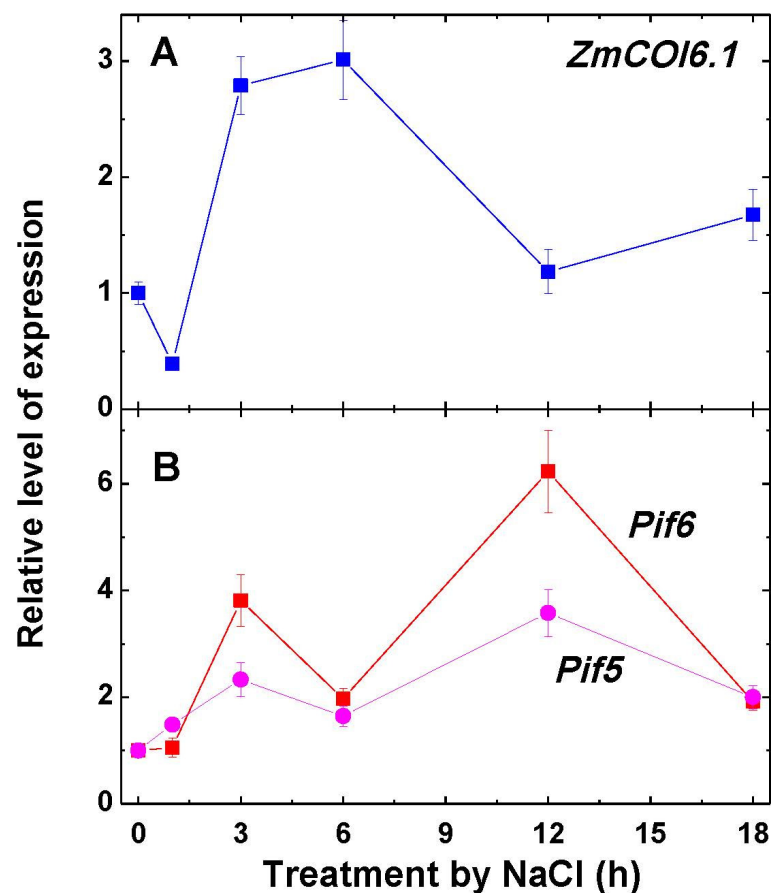 A
ZmCOI6.1
3
2
1
0
Relative level of expression
B
6
Pif6
4
Pif5
2
0
0 3 6 9 12 15 18
Treatment by NaCl (h)